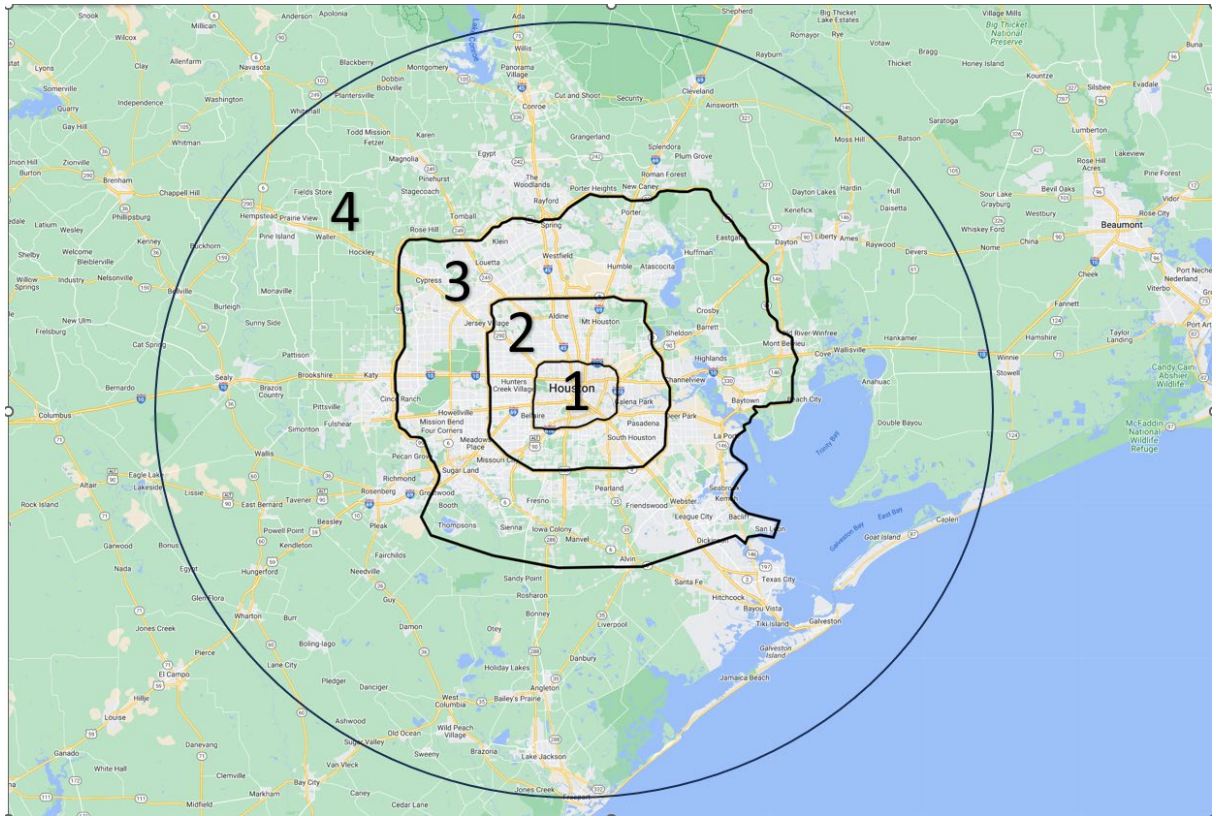 Snook
Millican
Anderson
Apolonia
Ada
Shepherd
Big Thicket
Lake Estates
Village Mills
Wilcox
Clay
Allenfarm
Navasota
Blackberry
Dobbin
Bobville
Montgomery
Willis
Panorama
Village
Romayor
Rye
Votaw
Bragg
Honey Island
Big Thicket
National
Preserve
Buna
Rayburn
Thicket
Kountze
Lyons
Somerville
Independence
Washington
Plantersville
Conroe
Cut and Shoot
Security
Cleveland
Ainsworth
Silsbee
Evadale
Quarry
Gay Hill
Whitman
Todd Mission
Fetzer
Karen
Egypt
Grangerland
Splendora
Plum Grove
Moss Hill
Batson
Saratoga
Lumberton
Rose Hill
Acres
Lakeview
Union Hill
Zionville
Burton
Brenham
Chappell Hill
Fields Store
Magnolia
Pinehurst
Stagecoach
The
Woodlands
Porter Heights
New Caney
Roman Forest
Dayton Lakes
Hardin
Hull
Daisetta
Sour Lake
Grayburg
Bevil Oaks
Pine Forest
Vidor
4
Hempstead
Prairie View
Waller
Pine Island
Hockley
Rose Hill
Tomball
Rayford
Spring
Porter
Kenefick
Dayton
Liberty
Ames
Raywood
Devers
Nome
China
Westbury
Whiskey Ford
Beaumont
Rose City
Latium
Wesley
Phillipsburg
Kenney
Buckhorn
Klein
Louetta
Westfield
Humble
Atascocita
Huffman
Eastgate
Shelby
Welcome
Bleiblerville
Willow
Springs
Industry
Nelsonville
Bellville
Monaville
Cypress
3
Cheek
Port Neches
Nederland
Viterbo
Burleigh
Sunny Side
Jersey Village
2
Aldine
Mt Houston
Crosby
Barrett
Sheldon
Highlands
Old River-Winfree
Mont Belvieu
Cove
Wallisville
Hankamer
Fannett
Hamshire
Taylor
Landing
New Ulm
Frelsburg
Cat Spring
Pattison
Brookshire
Katy
Hunters
Creek Village
Houston
1
Channelview
Winnie
Stowell
Bernardo
Sealy
Brazos
Country
Cinco Ranch
Galena Park
Baytown
Beach City
Anahuac
Columbus
Pittsville
Simonton
Fulshear
Howellville
Mission Bend
Four Corners
Bellaire
Pasadena
Deer Park
South Houston
Double Bayou
McFaddin
National
Wildlife
Refuge
Wallis
Pecan Grove
Richmond
Rosenberg
Meadows
Place
Sugar Land
Missouri City
Pearland
Trinity Bay
Eagle Lake
Lakeside
Lissie
Altair
Rock Island
East Bernard
Tavener
Beasley
Pleak
Greatwood
Booth
Thompsons
Sienna
Fresno
Iowa Colony
Manvel
Friendswood
Webster
League City
Seabrook
Kemah
San Leon
Dickinson
East Bay
Caplen
Goat Island
Galveston Bay
Garwood
Bonus
Powell Point
Kendleton
Fairchilds
Alvin
Nada
Egypt
Glen Flora
Hungerford
Needville
Guy
Sandy Point
Rosharon
Bonney
Santa Fe
Hitchcock
Texas City
Bayou Vista
Tiki Island
Galveston
Wharton
Burr
Damon
Otey
Liverpool
Galveston
Island
Jones Creek
Pierce
El Campo
Boling-Iago
Lane City
Danbury
Holiday Lakes
Jamaica Beach
Hillje
Louise
Pledger
Danciger
West
Columbia
Angleton
Bailey's Prairie
Ashwood
Sugar Valley
Old Ocean
Wild Peach
Village
Ganado
Danevang
Van Vleck
Sweeny
Brazoria
Lake Jackson
White Hall
Clemville
Bay City
Markham
Caney
Cedar Lane
Jones Creek
Freeport
Midfield